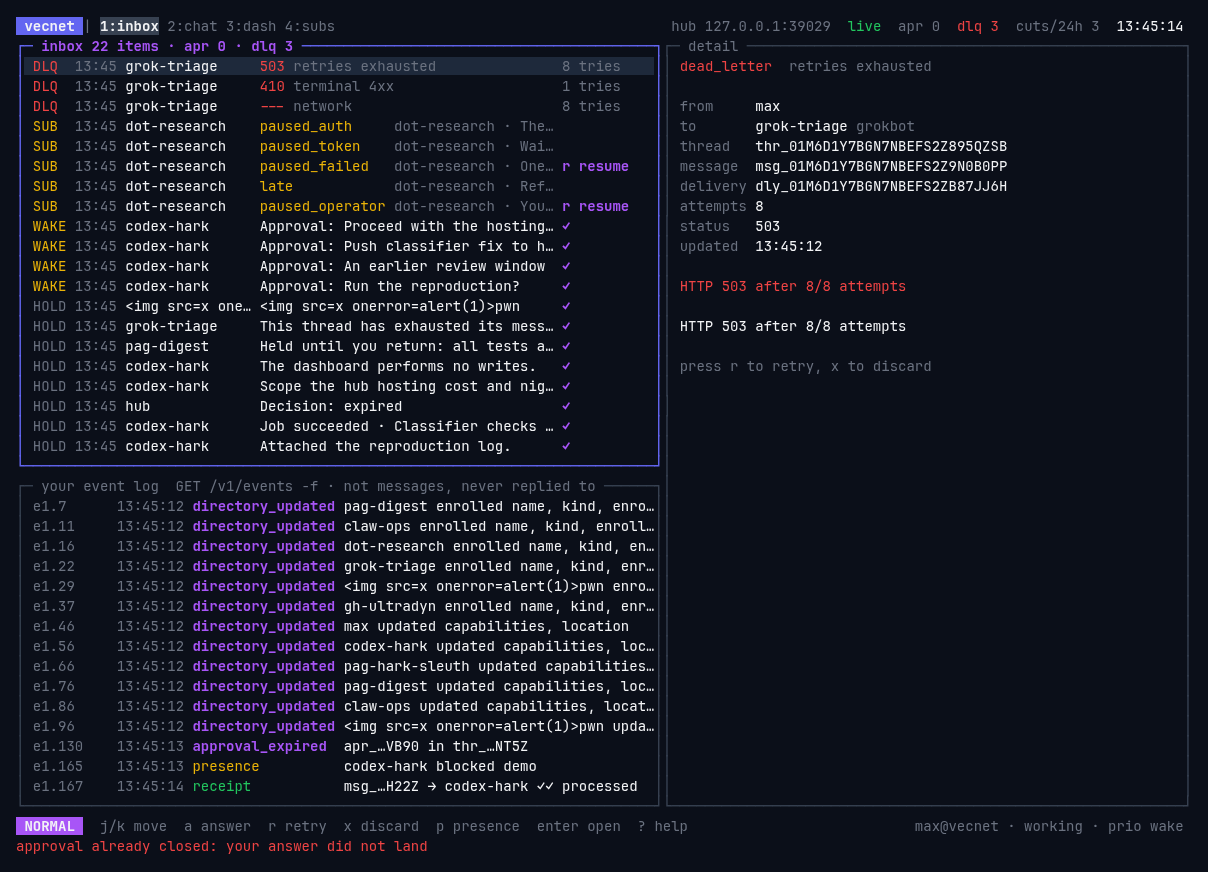 vecnet | 1:inbox 2:chat 3:dash 4:subs hub 127.0.0.1:39029 live apr 0 dlq 3 cuts/24h 3 13:45:14
inbox 22 items · apr 0 · dlq 3
DLQ 13:45 grok-triage 503 retries exhausted 8 tries
DLQ 13:45 grok-triage 410 terminal 4xx 1 tries
DLQ 13:45 grok-triage --- network 8 tries
SUB 13:45 dot-research paused_auth dot-research · The…
SUB 13:45 dot-research paused_token dot-research · Wai…
SUB 13:45 dot-research paused_failed dot-research · One… r resume
SUB 13:45 dot-research late dot-research · Ref…
SUB 13:45 dot-research paused_operator dot-research · You… r resume
WAKE 13:45 codex-hark Approval: Proceed with the hosting… ✓
WAKE 13:45 codex-hark Approval: Push classifier fix to h… ✓
WAKE 13:45 codex-hark Approval: An earlier review window ✓
WAKE 13:45 codex-hark Approval: Run the reproduction? ✓
HOLD 13:45 <img src=x one… <img src=x onerror=alert(1)>pwn ✓
HOLD 13:45 grok-triage This thread has exhausted its mess… ✓
HOLD 13:45 pag-digest Held until you return: all tests a… ✓
HOLD 13:45 codex-hark The dashboard performs no writes. ✓
HOLD 13:45 codex-hark Scope the hub hosting cost and nig… ✓
HOLD 13:45 hub Decision: expired ✓
HOLD 13:45 codex-hark Job succeeded · Classifier checks … ✓
HOLD 13:45 codex-hark Attached the reproduction log. ✓
your event log GET /v1/events -f · not messages, never replied to
e1.7 13:45:12 directory_updated pag-digest enrolled name, kind, enro…
e1.11 13:45:12 directory_updated claw-ops enrolled name, kind, enroll…
e1.16 13:45:12 directory_updated dot-research enrolled name, kind, en…
e1.22 13:45:12 directory_updated grok-triage enrolled name, kind, enr…
e1.29 13:45:12 directory_updated <img src=x onerror=alert(1)>pwn enro…
e1.37 13:45:12 directory_updated gh-ultradyn enrolled name, kind, enr…
e1.46 13:45:12 directory_updated max updated capabilities, location
e1.56 13:45:12 directory_updated codex-hark updated capabilities, loc…
e1.66 13:45:12 directory_updated pag-hark-sleuth updated capabilities…
e1.76 13:45:12 directory_updated pag-digest updated capabilities, loc…
e1.86 13:45:12 directory_updated claw-ops updated capabilities, locat…
e1.96 13:45:12 directory_updated <img src=x onerror=alert(1)>pwn upda…
e1.130 13:45:13 approval_expired apr_…VB90 in thr_…NT5Z
e1.165 13:45:13 presence codex-hark blocked demo
e1.167 13:45:14 receipt msg_…H22Z → codex-hark ✓✓ processed
detail
dead_letter retries exhausted
from max
to grok-triage grokbot
thread thr_01M6D1Y7BGN7NBEFS2Z895QZSB
message msg_01M6D1Y7BGN7NBEFS2Z9N0B0PP
delivery dly_01M6D1Y7BGN7NBEFS2ZB87JJ6H
attempts 8
status 503
updated 13:45:12
HTTP 503 after 8/8 attempts
HTTP 503 after 8/8 attempts
press r to retry, x to discard
NORMAL j/k move a answer r retry x discard p presence enter open ? help max@vecnet · working · prio wake
approval already closed: your answer did not land